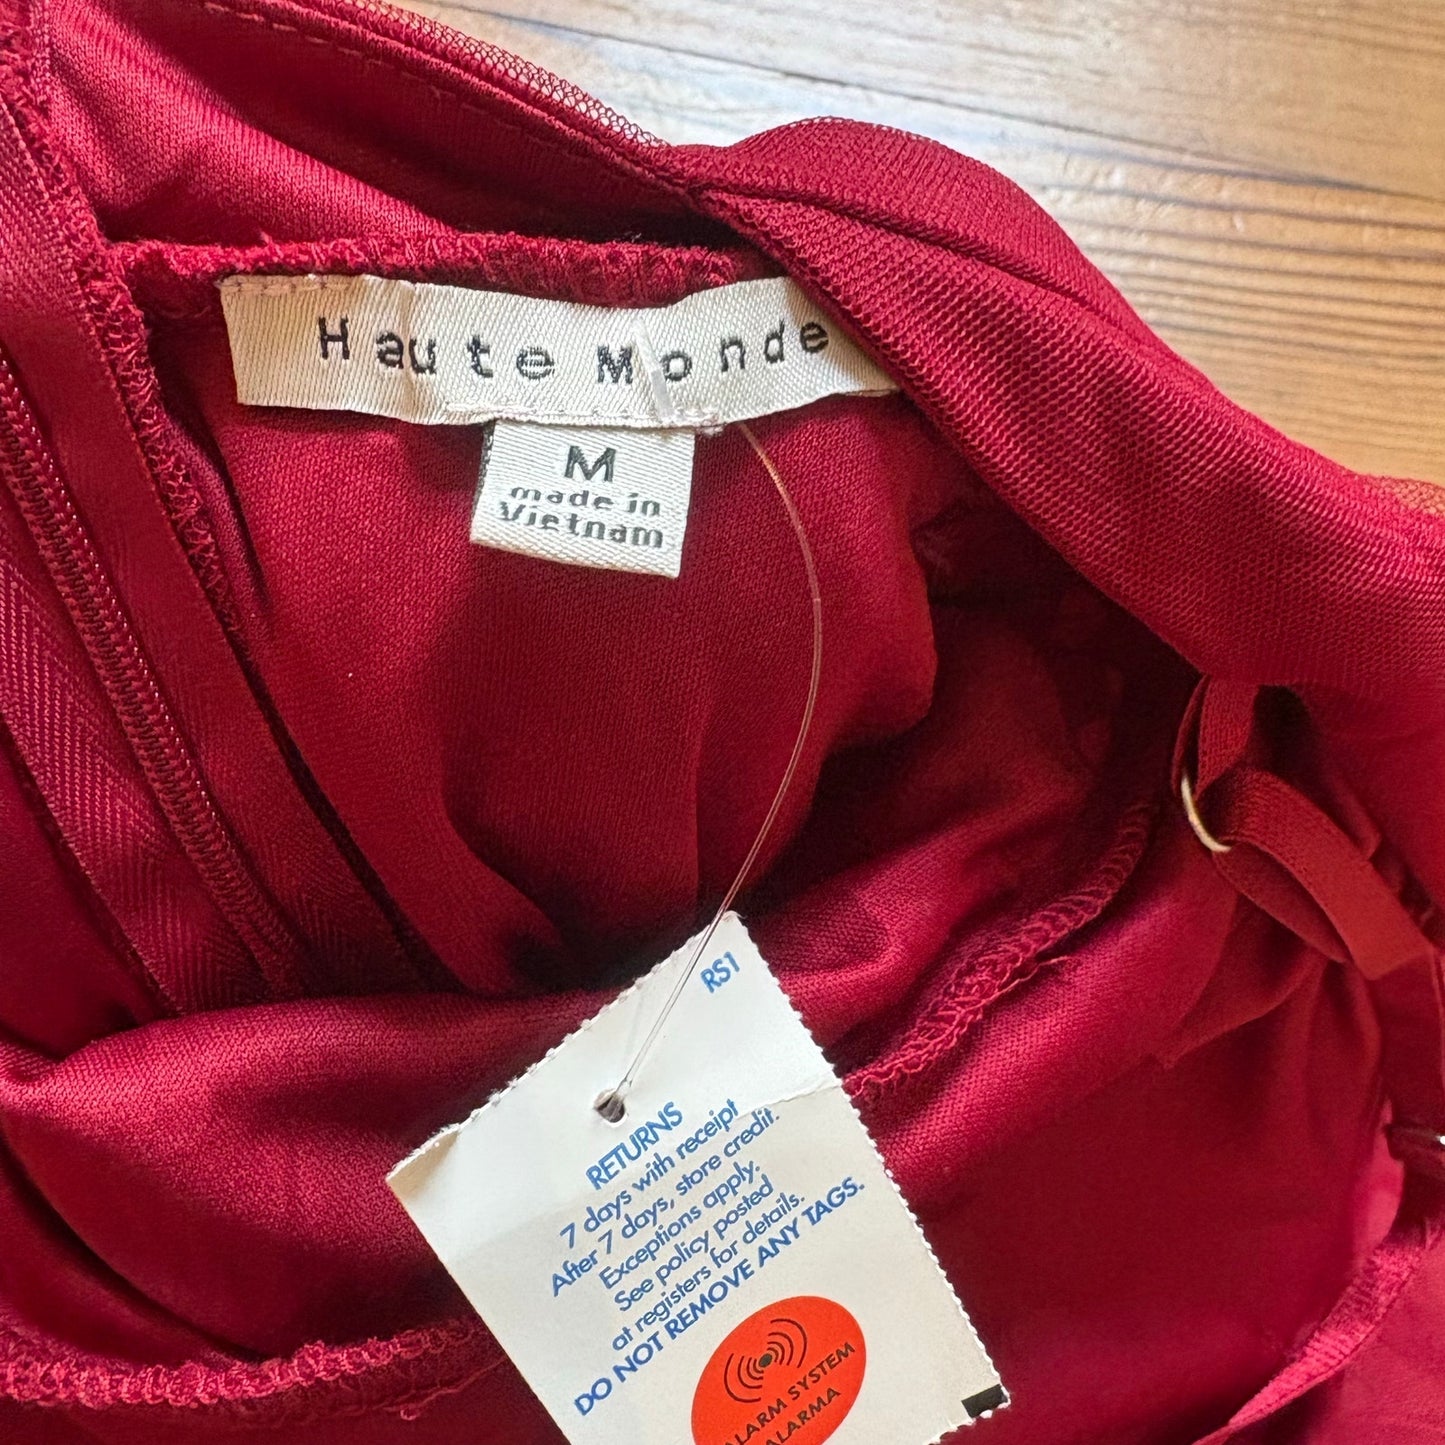 Haute Monde
M
made in
Vietnam
RS1
RETURNS
7 days with receipt
After 7 days, store credit.
Exceptions apply.
See policy posted
at registers for details.
DO NOT REMOVE ANY TAGS.
ALARM SYSTEM
ALARMA